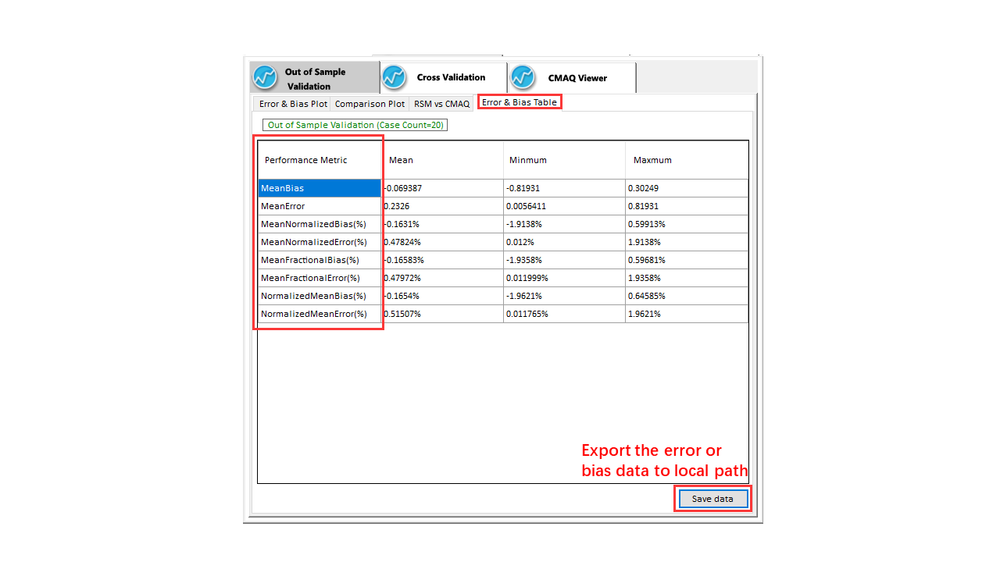 Out of Sample
Validation
Cross Validation
CMAQ Viewer
Error & Bias Plot
Comparison Plot
RSM vs CMAQ
Error & Bias Table
Out of Sample Validation (Case Count=20)
Performance Metric Mean Minmum Maxmum
MeanBias -0.069387 -0.81931 0.30249
MeanError 0.2326 0.0056411 0.81931
MeanNormalizedBias(%) -0.1631% -1.9138% 0.59913%
MeanNormalizedError(%) 0.47824% 0.012% 1.9138%
MeanFractionalBias(%) -0.16583% -1.9358% 0.59681%
MeanFractionalError(%) 0.47972% 0.011999% 1.9358%
NormalizedMeanBias(%) -0.1654% -1.9621% 0.64585%
NormalizedMeanError(%) 0.51507% 0.011765% 1.9621%
Export the error or
bias data to local path
Save data